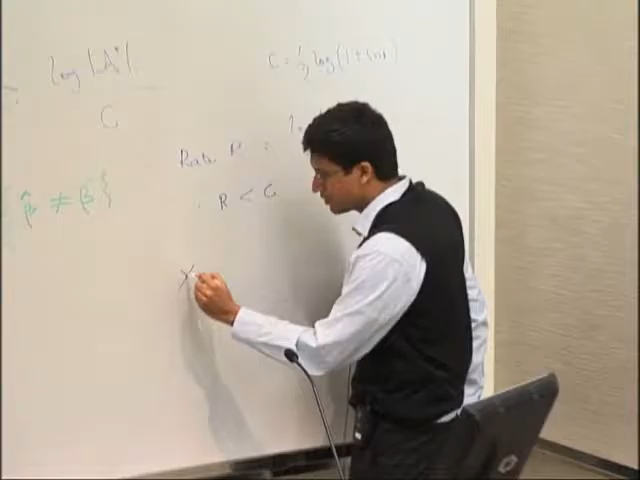 log |A*|
C
C = 1/2 log(1 + snr)
Rate R =
R < C
{ β̂ ≠ β }
X